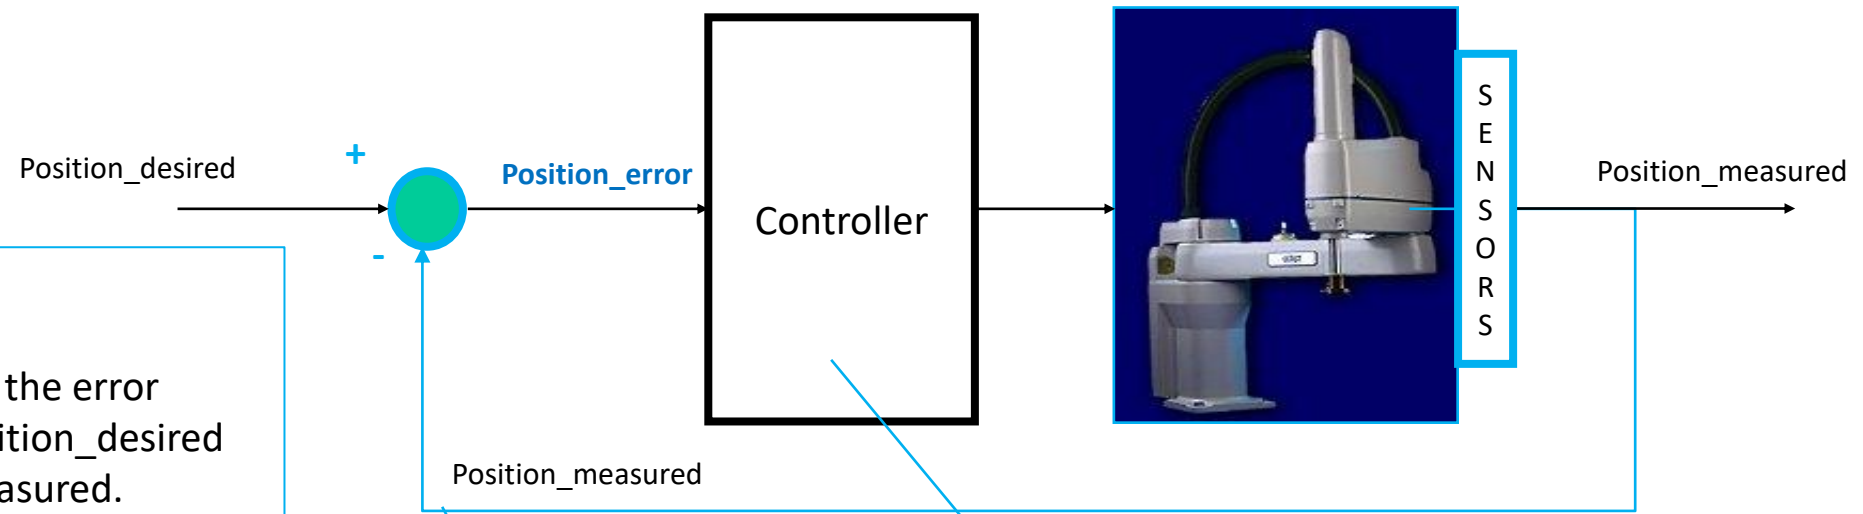 Position_desired
+
-
Position_error
Controller
S
E
N
S
O
R
S
Position_measured
Position_measured
the error
ition_desired
asured.